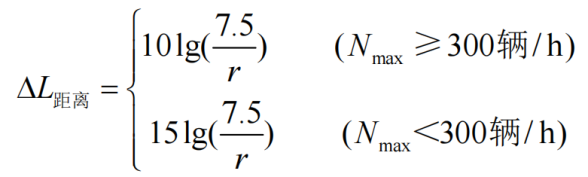 ΔL距离 = { 10lg(7.5/r) (Nmax ≥ 300辆/h)
15lg(7.5/r) (Nmax＜300辆/h)